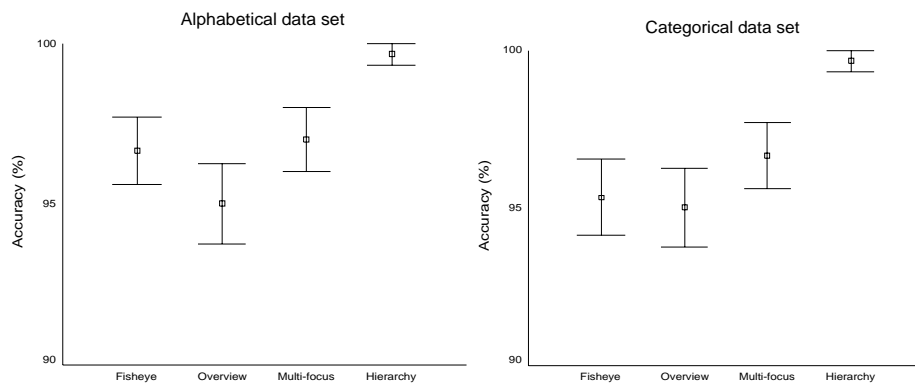 Alphabetical data set
100
95
90
Accuracy (%)
Fisheye Overview Multi-focus Hierarchy
Categorical data set
100
95
90
Accuracy (%)
Fisheye Overview Multi-focus Hierarchy